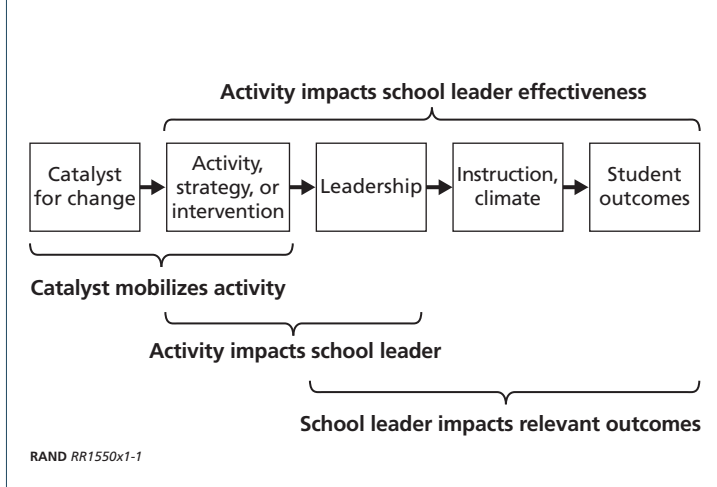 Activity impacts school leader effectiveness
Catalyst
for change
Activity,
strategy, or
intervention
Leadership
Instruction,
climate
Student
outcomes
Catalyst mobilizes activity
Activity impacts school leader
School leader impacts relevant outcomes
RAND RR1550x1-1